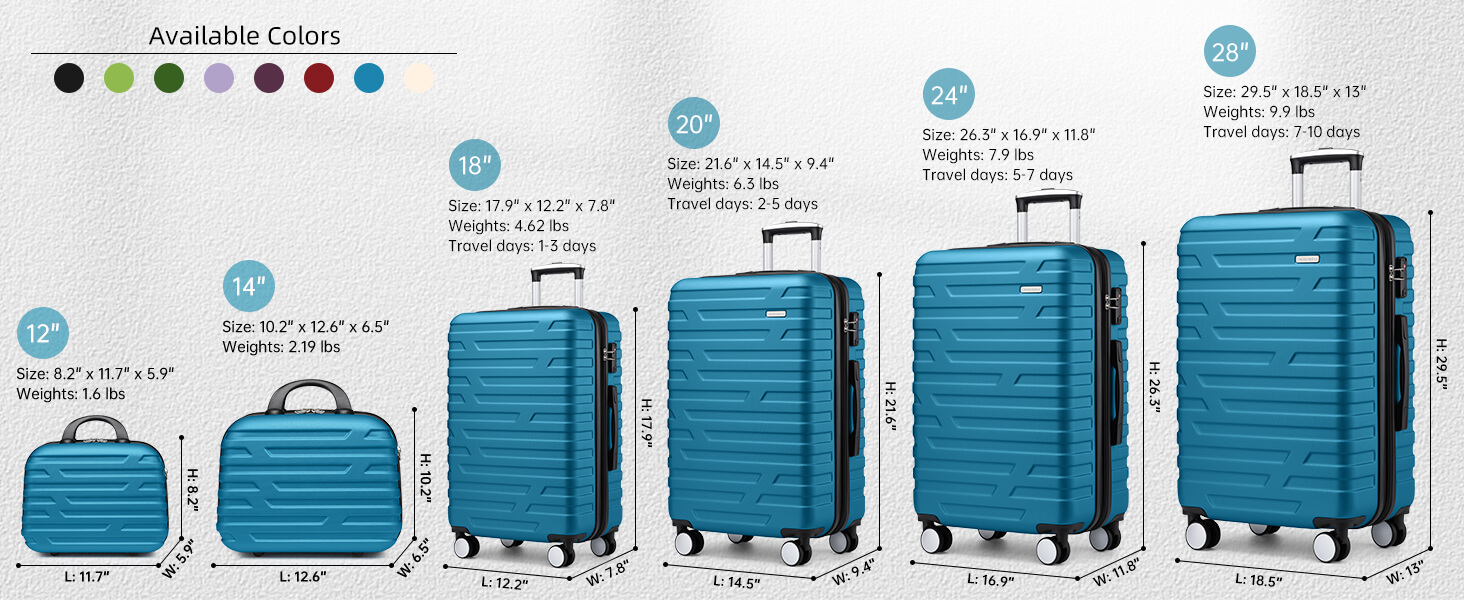 Available Colors
12"
Size: 8.2" x 11.7" x 5.9"
Weights: 1.6 lbs
H: 8.2"
L: 11.7"
W: 5.9"
14"
Size: 10.2" x 12.6" x 6.5"
Weights: 2.19 lbs
H: 10.2"
L: 12.6"
W: 6.5"
18"
Size: 17.9" x 12.2" x 7.8"
Weights: 4.62 lbs
Travel days: 1-3 days
H: 17.9"
L: 12.2"
W: 7.8"
20"
Size: 21.6" x 14.5" x 9.4"
Weights: 6.3 lbs
Travel days: 2-5 days
H: 21.6"
L: 14.5"
W: 9.4"
24"
Size: 26.3" x 16.9" x 11.8"
Weights: 7.9 lbs
Travel days: 5-7 days
H: 26.3"
L: 16.9"
W: 11.8"
28"
Size: 29.5" x 18.5" x 13"
Weights: 9.9 lbs
Travel days: 7-10 days
H: 29.5"
L: 18.5"
W: 13"